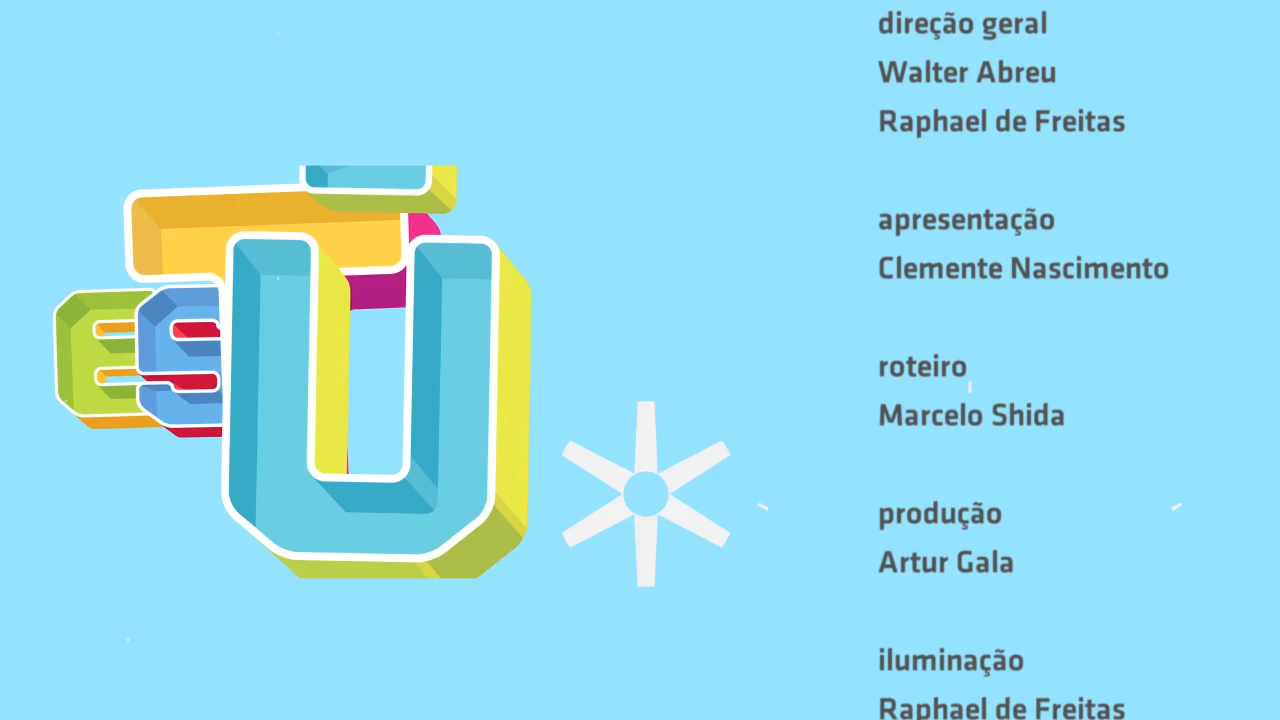 direção geral
Walter Abreu
Raphael de Freitas
apresentação
Clemente Nascimento
roteiro
Marcelo Shida
produção
Artur Gala
iluminação
Raphael de Freitas